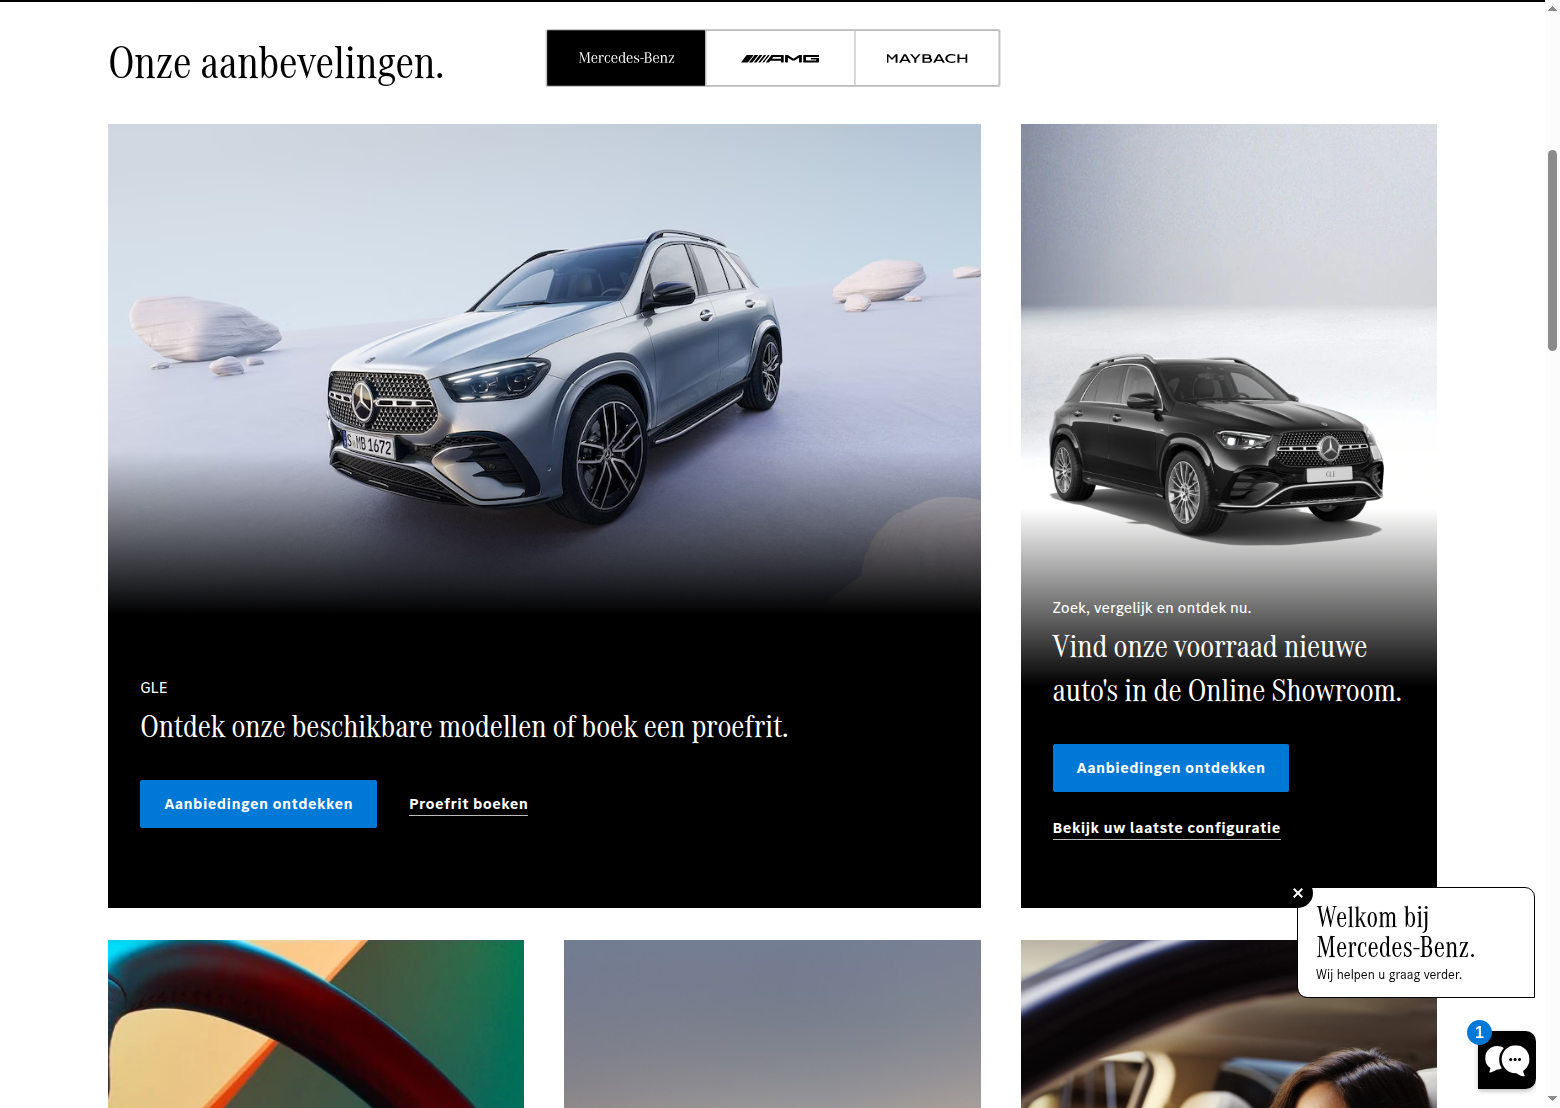 Onze aanbevelingen.
Mercedes-Benz
AMG
MAYBACH
S MB 1672
GLE
GLE
Ontdek onze beschikbare modellen of boek een proefrit.
Aanbiedingen ontdekken
Proefrit boeken
Zoek, vergelijk en ontdek nu.
Vind onze voorraad nieuwe
auto's in de Online Showroom.
Aanbiedingen ontdekken
Bekijk uw laatste configuratie
Welkom bij
Mercedes-Benz.
Wij helpen u graag verder.
1